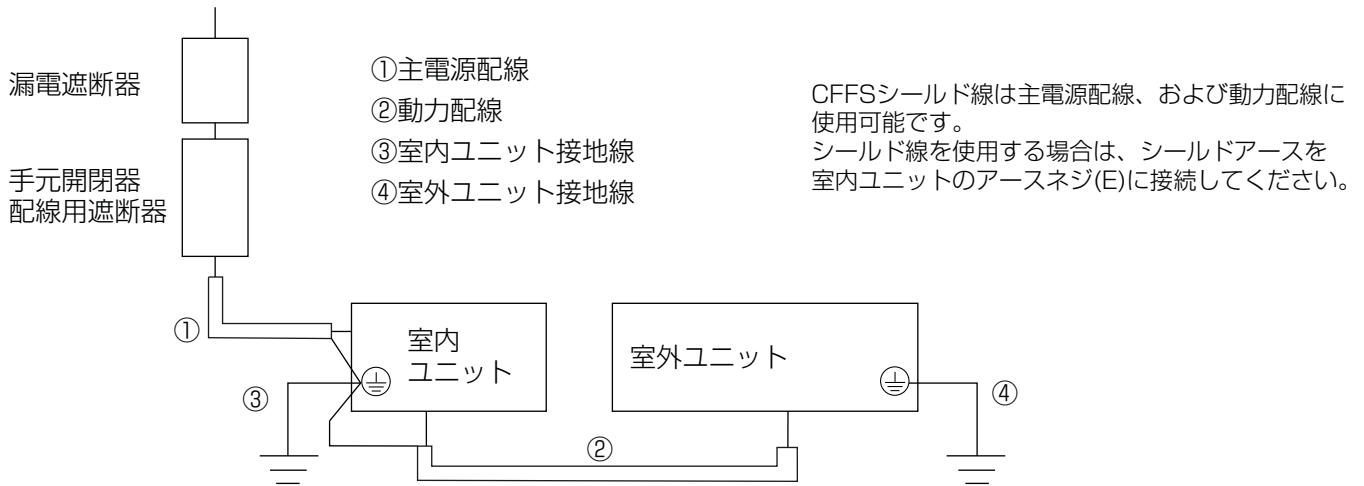 漏電遮断器
手元開閉器
配線用遮断器
①主電源配線
②動力配線
③室内ユニット接地線
④室外ユニット接地線
CFFSシールド線は主電源配線、および動力配線に
使用可能です。
シールド線を使用する場合は、シールドアースを
室内ユニットのアースネジ(E)に接続してください。
①
室内
ユニット
室外ユニット
③
④
②